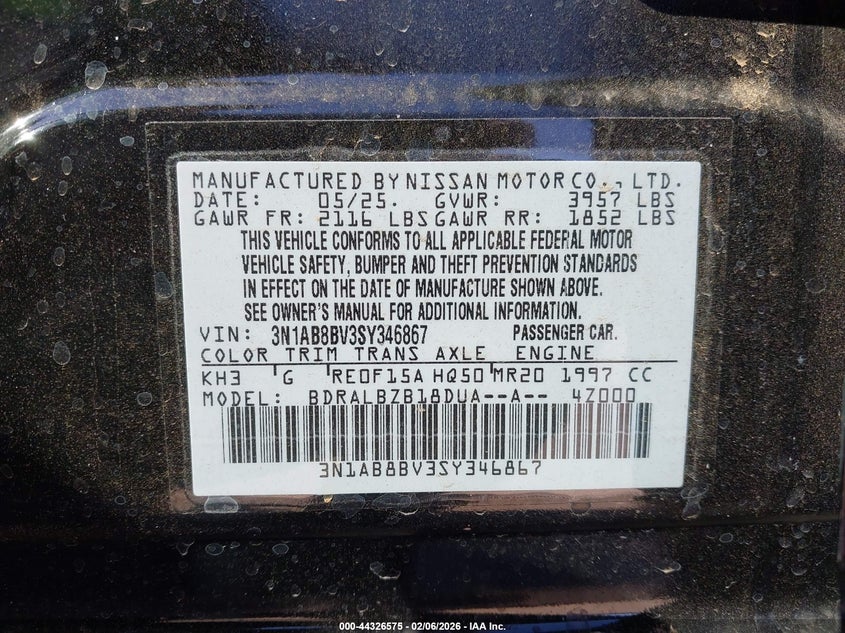 MANUFACTURED BY NISSAN MOTOR CO., LTD.
DATE: 05/25. GVWR: 3957 LBS
GAWR FR: 2116 LBS GAWR RR: 1852 LBS
THIS VEHICLE CONFORMS TO ALL APPLICABLE FEDERAL MOTOR
VEHICLE SAFETY, BUMPER AND THEFT PREVENTION STANDARDS
IN EFFECT ON THE DATE OF MANUFACTURE SHOWN ABOVE.
SEE OWNER'S MANUAL FOR ADDITIONAL INFORMATION.
VIN: 3N1AB8BV3SY346867 PASSENGER CAR.
COLOR TRIM TRANS AXLE ENGINE
KH3 G RE0F15A HQ50 MR20 1997 CC
MODEL: BDRALBZB18DUA--A-- 4Z000
3N1AB8BV3SY346867
000-44326575 - 02/06/2026 - IAA Inc.